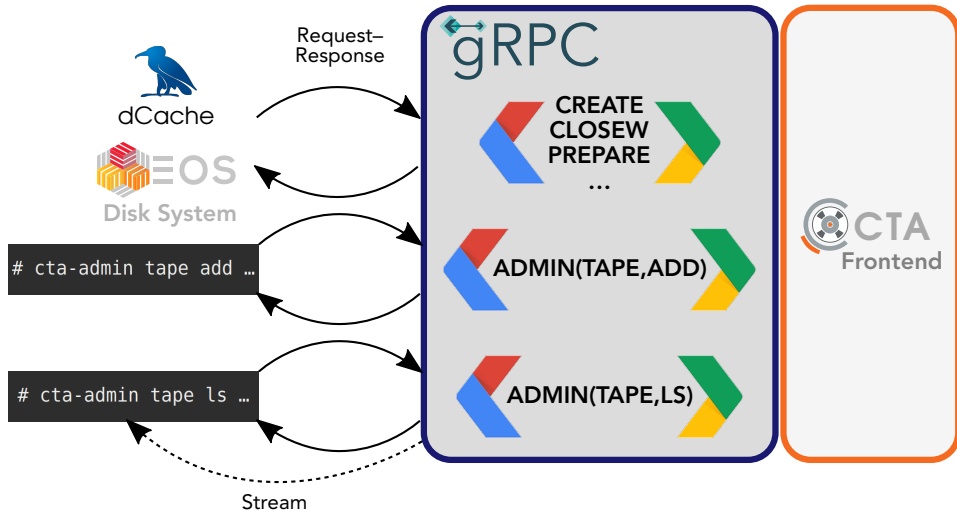 Request–
Response
dCache
EOS
Disk System
# cta-admin tape add …
# cta-admin tape ls …
Stream
gRPC
CREATE
CLOSEW
PREPARE
...
ADMIN(TAPE,ADD)
ADMIN(TAPE,LS)
CTA
Frontend